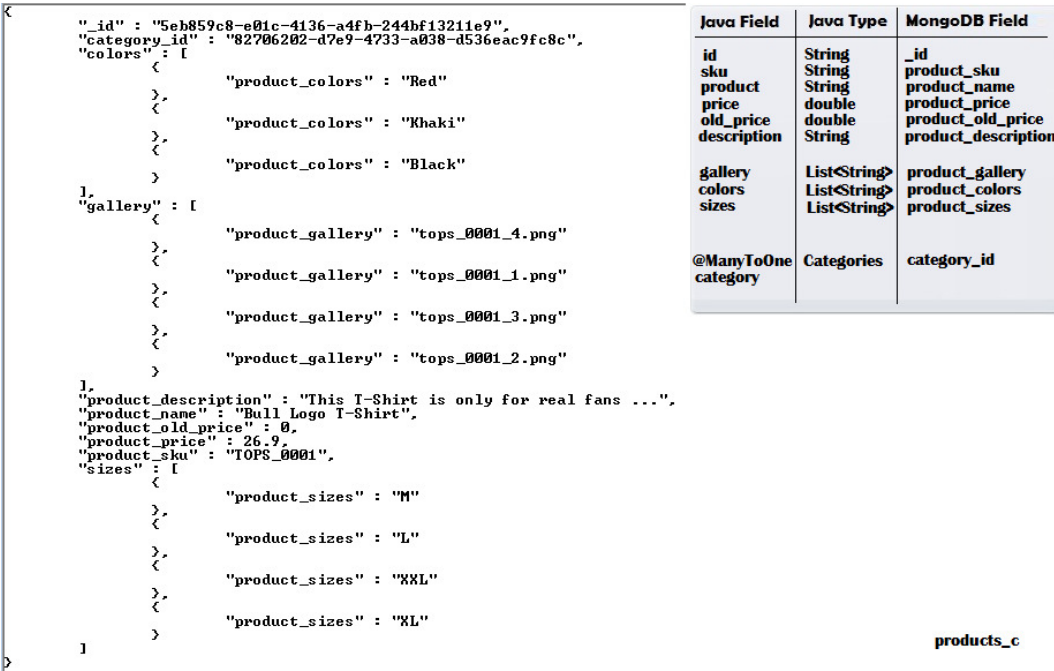 {
"_id" : "5eb859c8-e01c-4136-a4fb-244bf13211e9",
"category_id" : "82706202-d7e9-4733-a038-d536eac9fc8c",
"colors" : [
{
"product_colors" : "Red"
},
{
"product_colors" : "Khaki"
},
{
"product_colors" : "Black"
}
],
"gallery" : [
{
"product_gallery" : "tops_0001_4.png"
},
{
"product_gallery" : "tops_0001_1.png"
},
{
"product_gallery" : "tops_0001_3.png"
},
{
"product_gallery" : "tops_0001_2.png"
}
],
"product_description" : "This T-Shirt is only for real fans ...",
"product_name" : "Bull Logo T-Shirt",
"product_old_price" : 0,
"product_price" : 26.9,
"product_sku" : "TOPS_0001",
"sizes" : [
{
"product_sizes" : "M"
},
{
"product_sizes" : "L"
},
{
"product_sizes" : "XXL"
},
{
"product_sizes" : "XL"
}
]
}
Java Field Java Type MongoDB Field
id String _id
sku String product_sku
product String product_name
price double product_price
old_price double product_old_price
description String product_description
gallery List<String> product_gallery
colors List<String> product_colors
sizes List<String> product_sizes
@ManyToOne Categories category_id
category
products_c